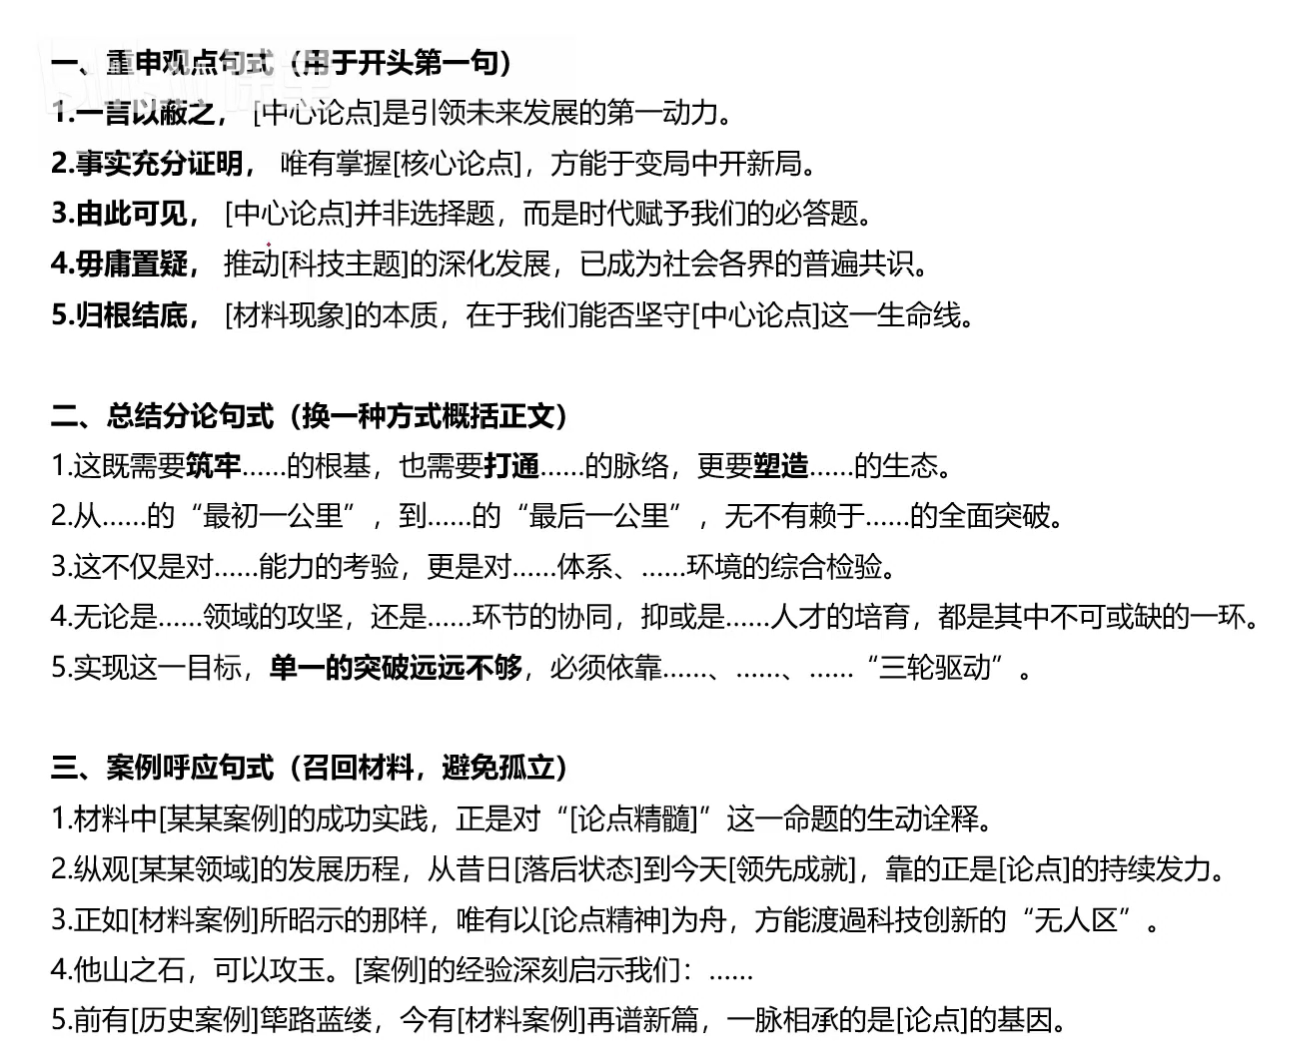 一、重申观点句式（用于开头第一句）
1.一言以蔽之， [中心论点]是引领未来发展的第一动力。
2.事实充分证明， 唯有掌握[核心论点]，方能于变局中开新局。
3.由此可见， [中心论点]并非选择题，而是时代赋予我们的必答题。
4.毋庸置疑， 推动[科技主题]的深化发展，已成为社会各界的普遍共识。
5.归根结底， [材料现象]的本质，在于我们能否坚守[中心论点]这一生命线。
二、总结分论句式（换一种方式概括正文）
1.这既需要筑牢......的根基，也需要打通......的脉络，更要塑造......的生态。
2.从......的“最初一公里”，到......的“最后一公里”，无不有赖于......的全面突破。
3.这不仅是对......能力的考验，更是对......体系、......环境的综合检验。
4.无论是......领域的攻坚，还是......环节的协同，抑或是......人才的培育，都是其中不可或缺的一环。
5.实现这一目标，单一的突破远远不够，必须依靠......、......、......“三轮驱动”。
三、案例呼应句式（召回材料，避免孤立）
1.材料中[某某案例]的成功实践，正是对“[论点精髓]”这一命题的生动诠释。
2.纵观[某某领域]的发展历程，从昔日[落后状态]到今天[领先成就]，靠的正是[论点]的持续发力。
3.正如[材料案例]所昭示的那样，唯有以[论点精神]为舟，方能渡過科技创新的“无人区”。
4.他山之石，可以攻玉。[案例]的经验深刻启示我们：......
5.前有[历史案例]筚路蓝缕，今有[材料案例]再谱新篇，一脉相承的是[论点]的基因。